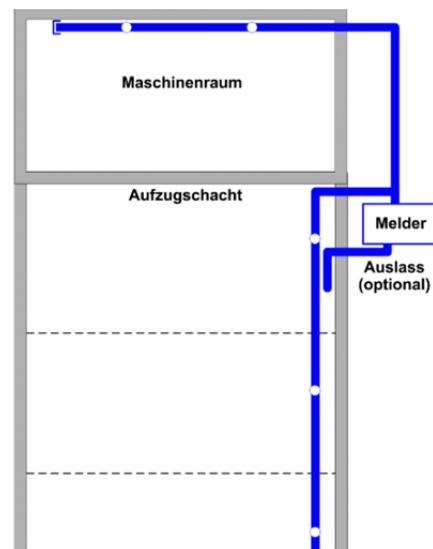 Maschinenraum
Aufzugschacht
Melder
Auslass
(optional)